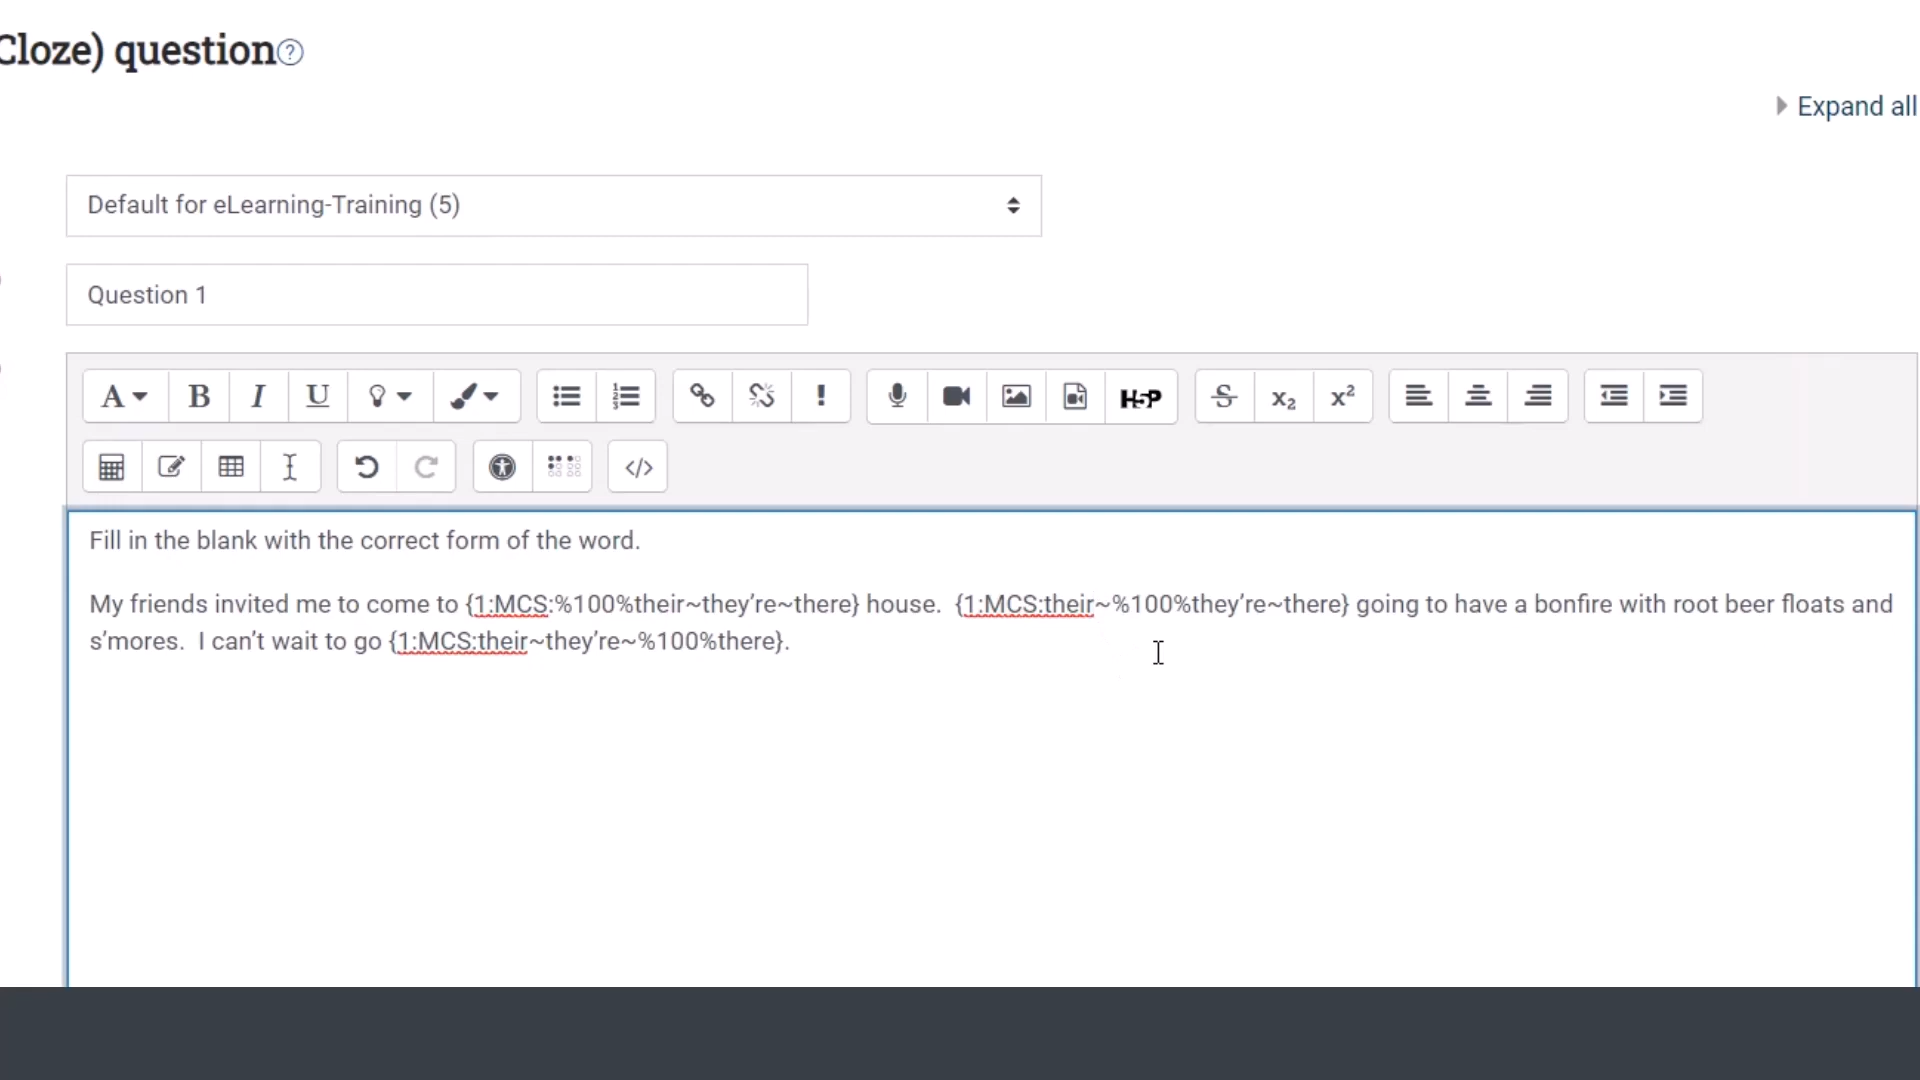 Cloze) question
Expand all
Default for eLearning-Training (5)
Question 1
A B I U H5P S x₂ x²
Fill in the blank with the correct form of the word.
My friends invited me to come to {1:MCS:%100%their~they’re~there} house.  {1:MCS:their~%100%they’re~there} going to have a bonfire with root beer floats and
s’mores.  I can’t wait to go {1:MCS:their~they’re~%100%there}.